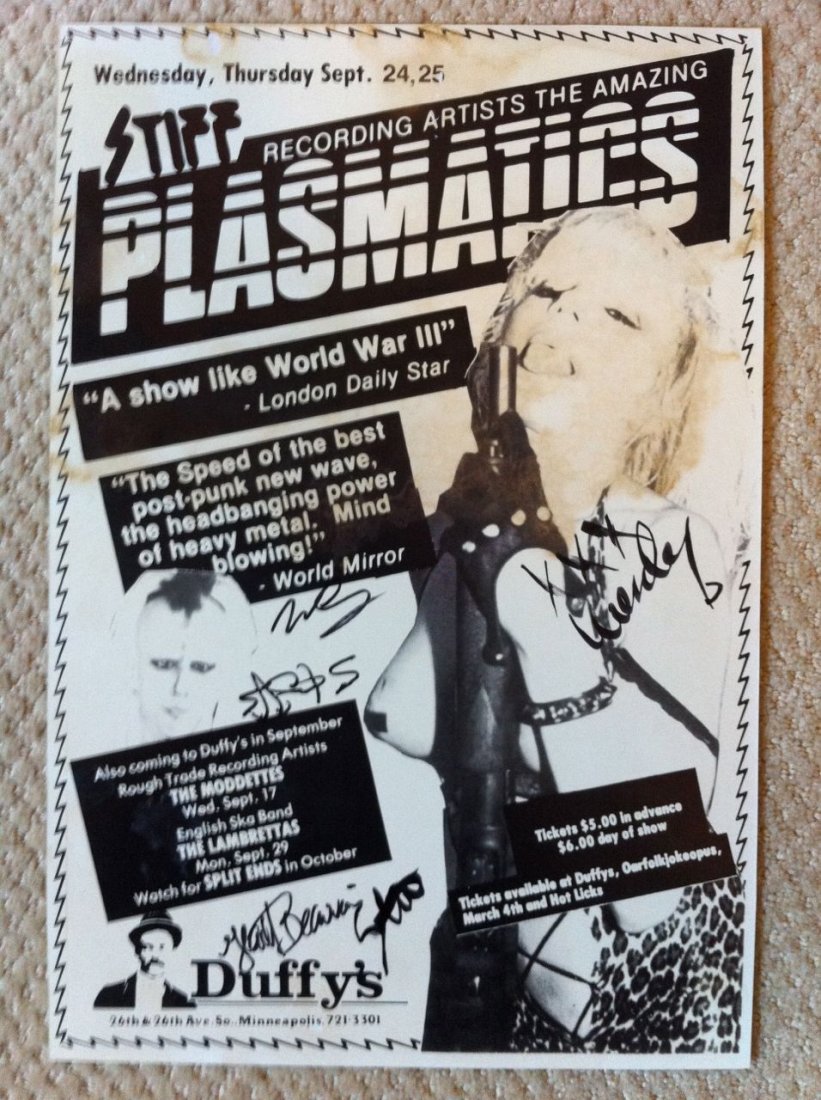 Wednesday, Thursday Sept. 24,25
STIFF RECORDING ARTISTS THE AMAZING
PLASMATICS
"A show like World War III"
- London Daily Star
"The Speed of the best
post-punk new wave,
the headbanging power
of heavy metal. Mind
blowing!"
- World Mirror
XXX
Wendy
Also coming to Duffy's in September
Rough Trade Recording Artists
THE MODDETTES
Wed. Sept. 17
English Ska Band
THE LAMBRETTAS
Mon, Sept. 29
Watch for SPLIT ENDS in October
Tickets $5.00 in advance
$6.00 day of show
Tickets available at Duffys, Oarfolkjokeopus,
March 4th and Hot Licks
Beauvoir
Duffy's
26th & 26th Ave. So., Minneapolis, 721-3301